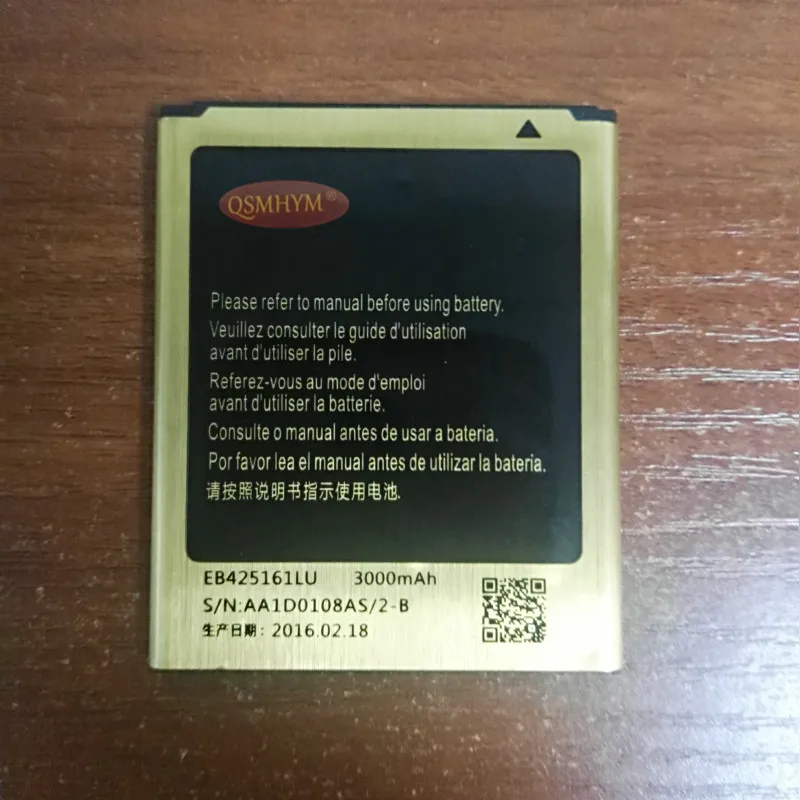 QSMHYM®
Please refer to manual before using battery.
Veuillez consulter le guide d'utilisation
avant d'utiliser la pile.
Referez-vous au mode d'emploi
avant d'utiliser la batterie.
Consulte o manual antes de usar a bateria.
Por favor lea el manual antes de utilizar la bateria.
请按照说明书指示使用电池.
EB425161LU 3000mAh
S/N:AA1D0108AS/2-B
生产日期：2016.02.18